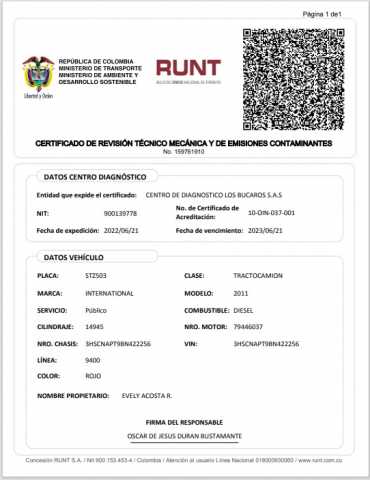 Página 1 de1
REPÚBLICA DE COLOMBIA
MINISTERIO DE TRANSPORTE
MINISTERIO DE AMBIENTE Y
DESARROLLO SOSTENIBLE
Libertad y Orden
RUNT
CERTIFICADO DE REVISIÓN TÉCNICO MECÁNICA Y DE EMISIONES CONTAMINANTES
No. 159761910
DATOS CENTRO DIAGNÓSTICO
Entidad que expide el certificado: CENTRO DE DIAGNOSTICO LOS BUCAROS S.A.S
NIT: 900139778 No. de Certificado de Acreditación: 10-OIN-037-001
Fecha de expedición: 2022/06/21 Fecha de vencimiento: 2023/06/21
DATOS VEHÍCULO
PLACA: STZ503 CLASE: TRACTOCAMION
MARCA: INTERNATIONAL MODELO: 2011
SERVICIO: Público COMBUSTIBLE: DIESEL
CILINDRAJE: 14945 NRO. MOTOR: 79446037
NRO. CHASIS: 3HSCNAPT9BN422256 VIN: 3HSCNAPT9BN422256
LÍNEA: 9400
COLOR: ROJO
NOMBRE PROPIETARIO: EVELY ACOSTA R.
FIRMA DEL RESPONSABLE
OSCAR DE JESUS DURAN BUSTAMANTE
Concesión RUNT S.A. / Nit 900.153.453-4 / Colombia / Atención al usuario Línea Nacional 018000930060 / www.runt.com.co